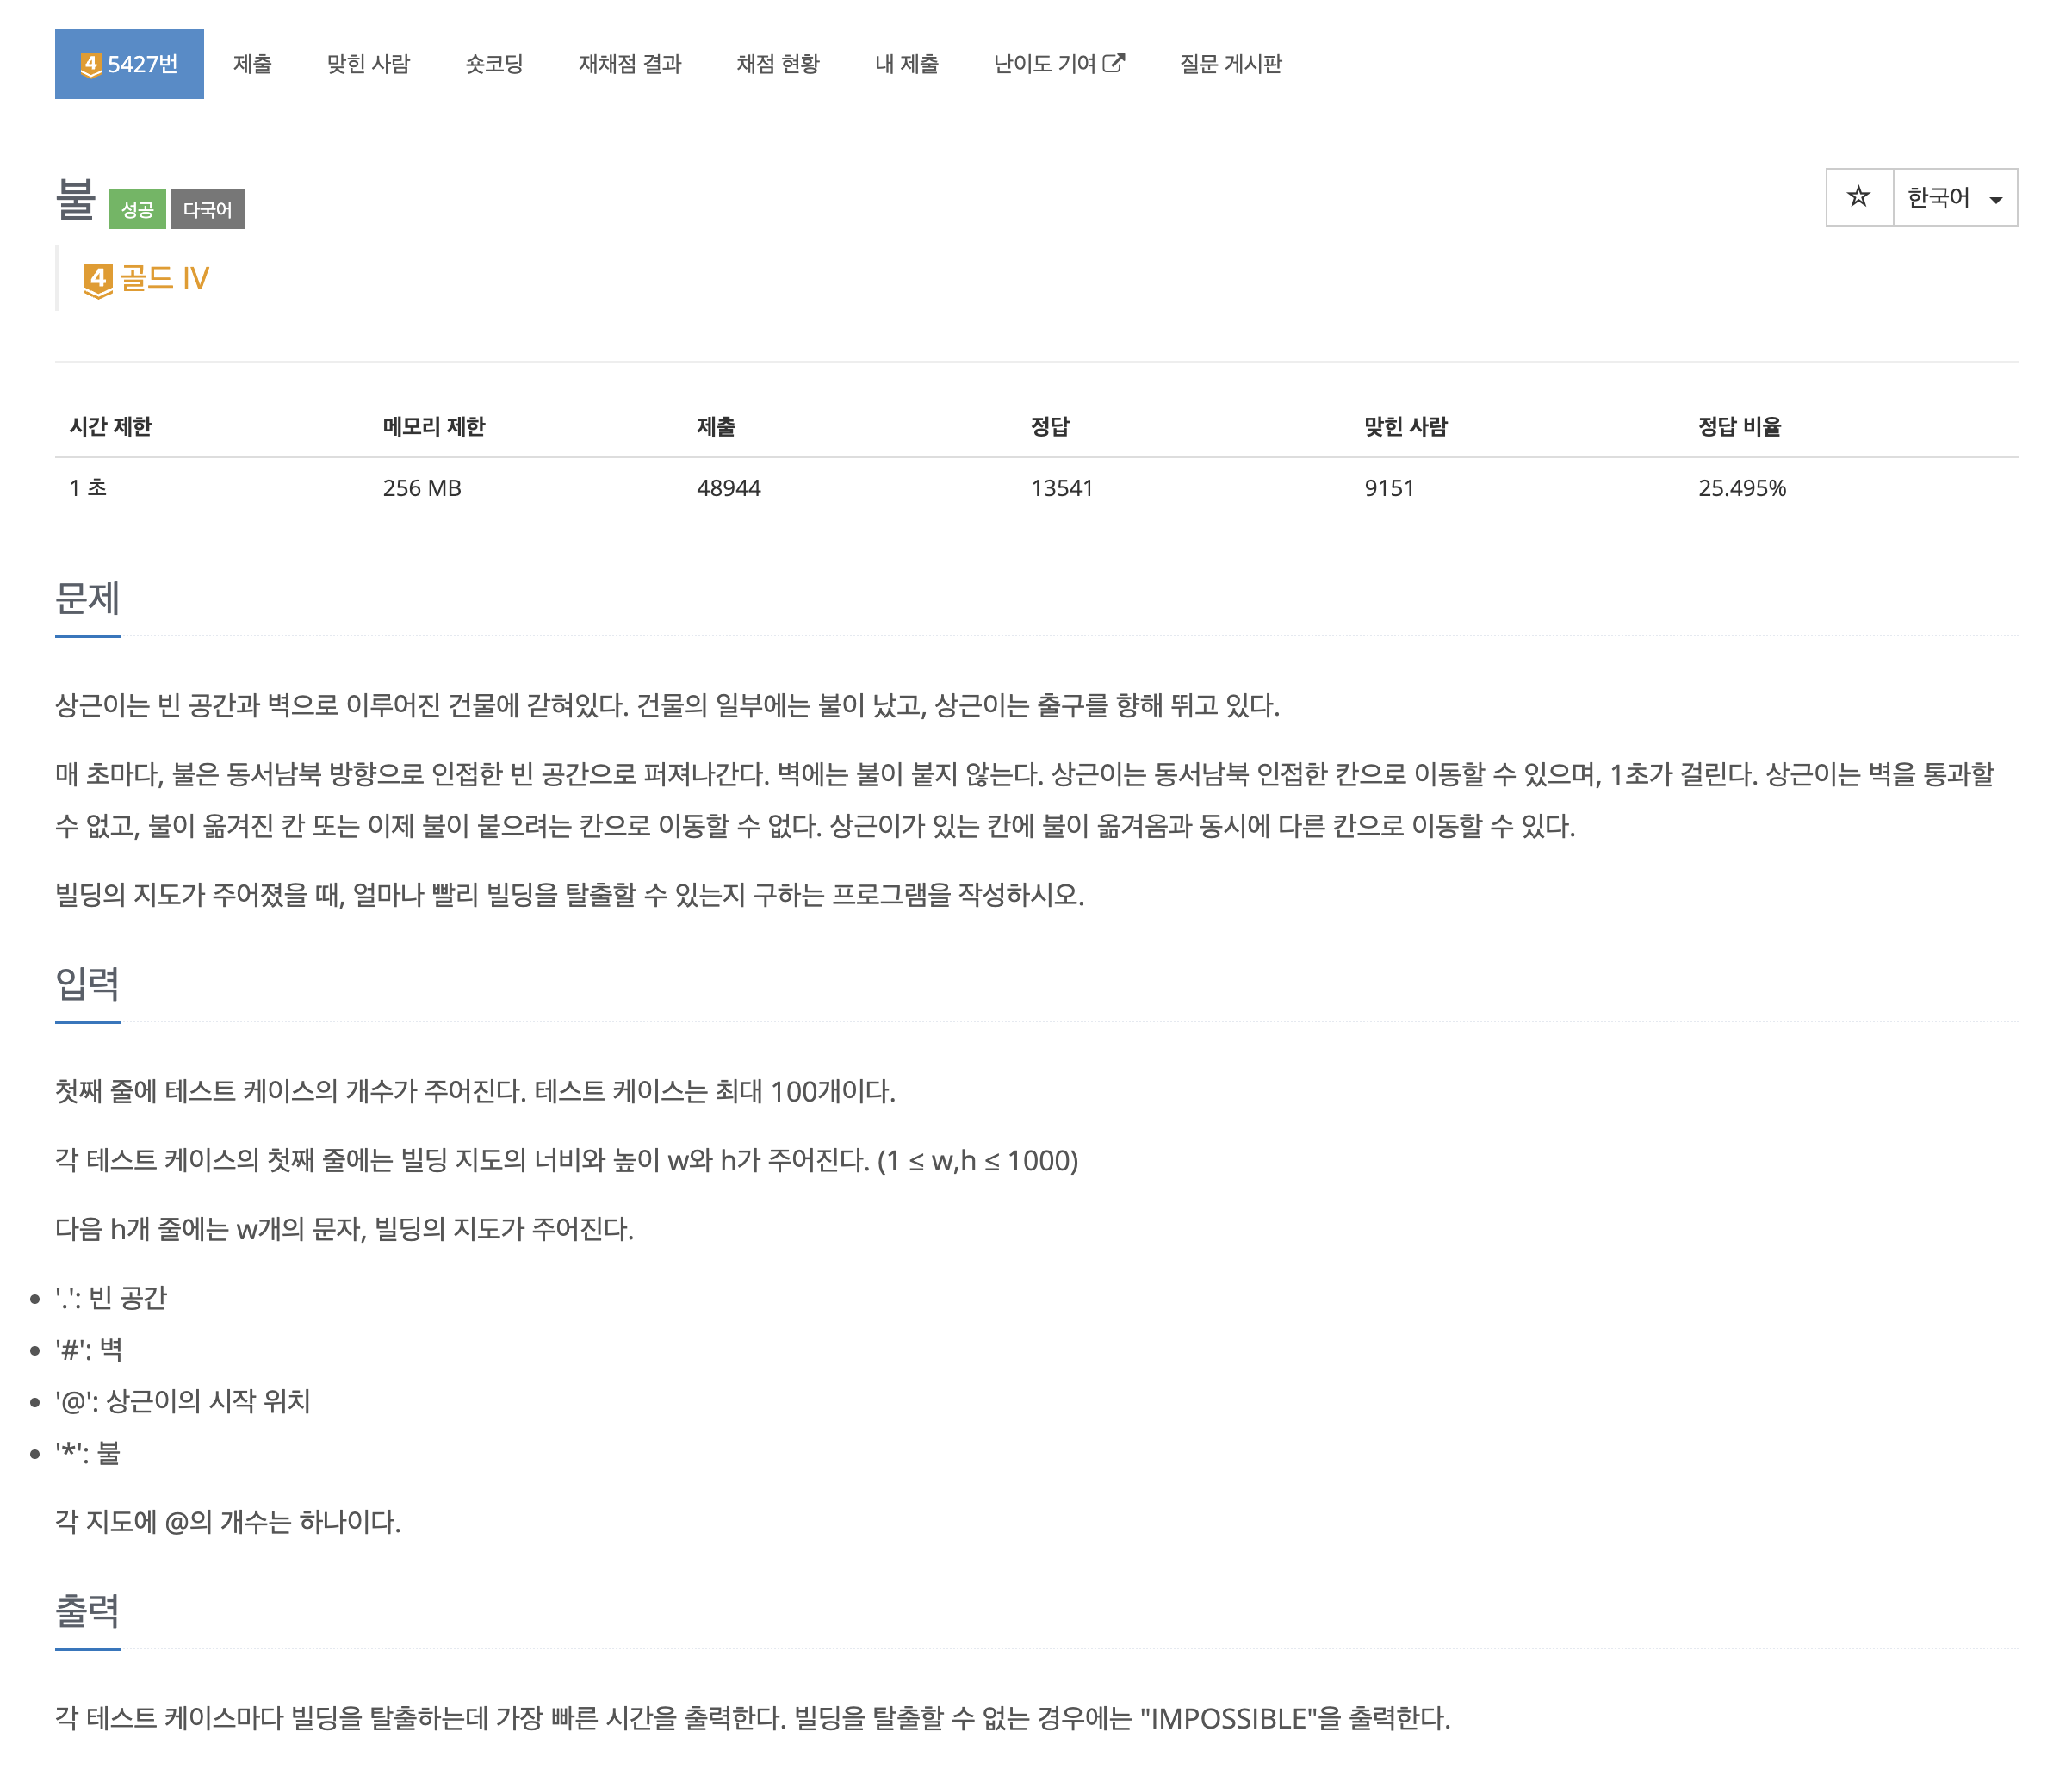 4 5427번 제출 맞힌 사람 숏코딩 재채점 결과 채점 현황 내 제출 난이도 기여 질문 게시판
불 성공 다국어
한국어
4 골드 IV
시간 제한 메모리 제한 제출 정답 맞힌 사람 정답 비율
1 초 256 MB 48944 13541 9151 25.495%
문제
상근이는 빈 공간과 벽으로 이루어진 건물에 갇혀있다. 건물의 일부에는 불이 났고, 상근이는 출구를 향해 뛰고 있다.
매 초마다, 불은 동서남북 방향으로 인접한 빈 공간으로 퍼져나간다. 벽에는 불이 붙지 않는다. 상근이는 동서남북 인접한 칸으로 이동할 수 있으며, 1초가 걸린다. 상근이는 벽을 통과할
수 없고, 불이 옮겨진 칸 또는 이제 불이 붙으려는 칸으로 이동할 수 없다. 상근이가 있는 칸에 불이 옮겨옴과 동시에 다른 칸으로 이동할 수 있다.
빌딩의 지도가 주어졌을 때, 얼마나 빨리 빌딩을 탈출할 수 있는지 구하는 프로그램을 작성하시오.
입력
첫째 줄에 테스트 케이스의 개수가 주어진다. 테스트 케이스는 최대 100개이다.
각 테스트 케이스의 첫째 줄에는 빌딩 지도의 너비와 높이 w와 h가 주어진다. (1 ≤ w,h ≤ 1000)
다음 h개 줄에는 w개의 문자, 빌딩의 지도가 주어진다.
• '.': 빈 공간
• '#': 벽
• '@': 상근이의 시작 위치
• '*': 불
각 지도에 @의 개수는 하나이다.
출력
각 테스트 케이스마다 빌딩을 탈출하는데 가장 빠른 시간을 출력한다. 빌딩을 탈출할 수 없는 경우에는 "IMPOSSIBLE"을 출력한다.